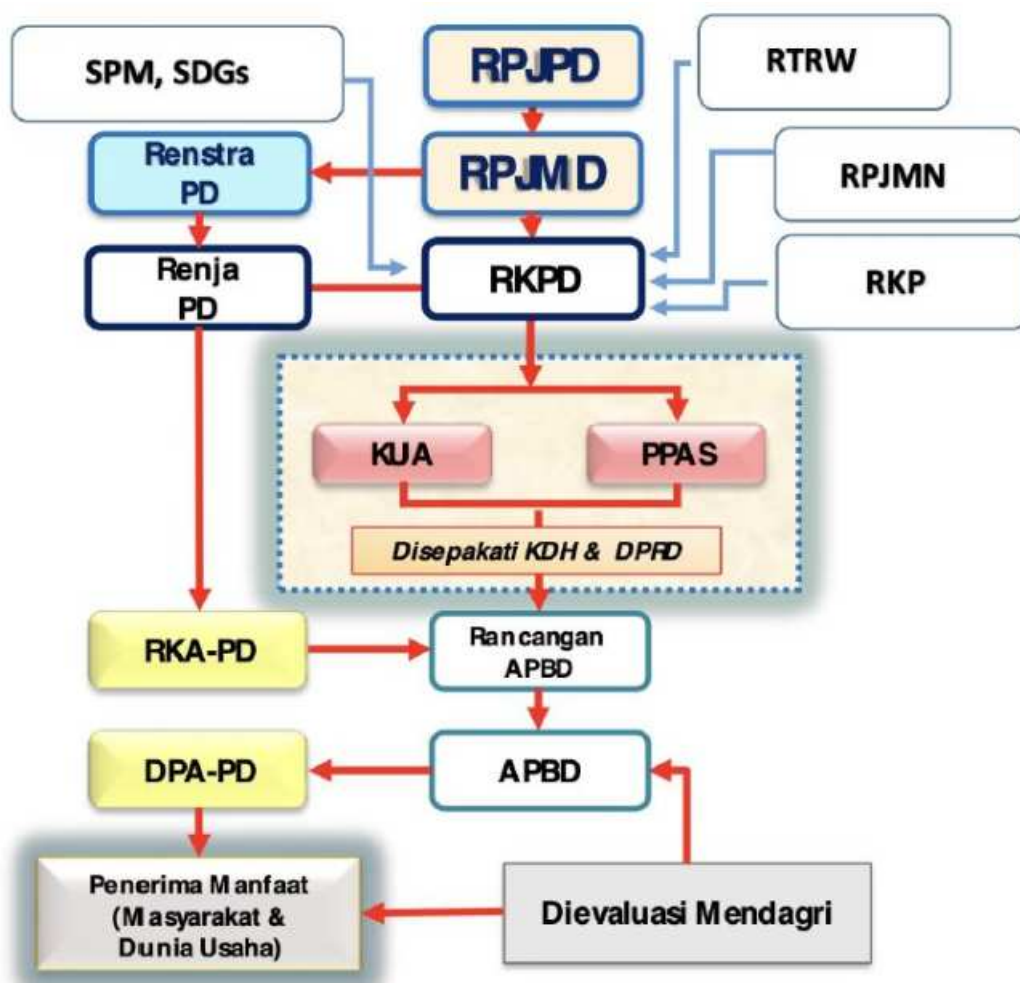 SPM, SDGs
RPJPD
RTRW
Renstra
PD
RPJMD
RPJMN
Renja
PD
RKPD
RKP
KUA
PPAS
Disepakati KDH & DPRD
RKA-PD
Rancangan
APBD
DPA-PD
APBD
Penerima Manfaat
(Masyarakat &
Dunia Usaha)
Dievaluasi Mendagri